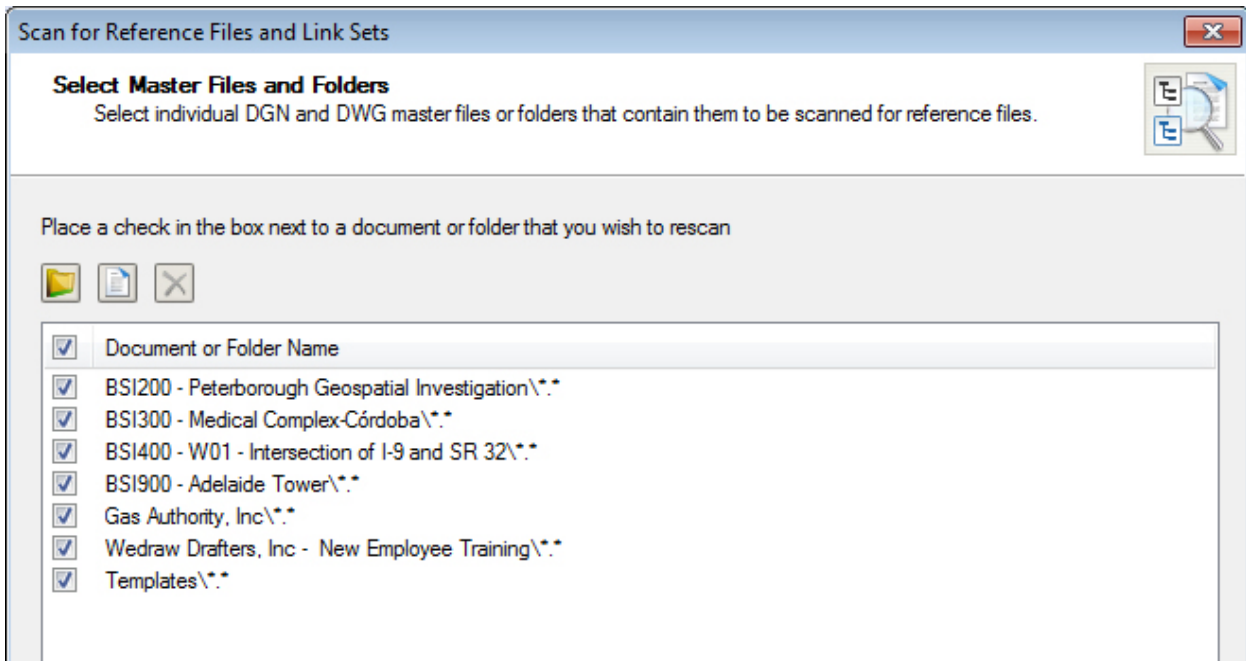 Scan for Reference Files and Link Sets
Select Master Files and Folders
Select individual DGN and DWG master files or folders that contain them to be scanned for reference files.
Place a check in the box next to a document or folder that you wish to rescan
Document or Folder Name
BSI200 - Peterborough Geospatial Investigation\*.*
BSI300 - Medical Complex-Córdoba\*.*
BSI400 - W01 - Intersection of I-9 and SR 32\*.*
BSI900 - Adelaide Tower\*.*
Gas Authority, Inc\*.*
Wedraw Drafters, Inc -  New Employee Training\*.*
Templates\*.*